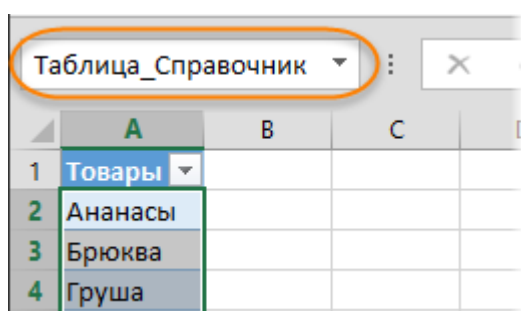 Таблица_Справочник
A B C
1 Товары
2 Ананасы
3 Брюква
4 Груша